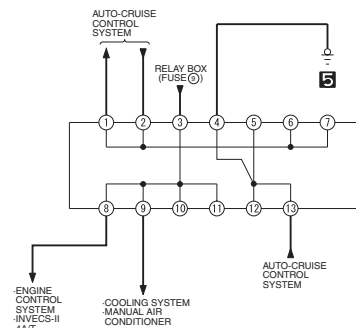 AUTO-CRUISE
CONTROL
SYSTEM
RELAY BOX
(FUSE ⑨)
5
1 2 3 4 5 6 7
8 9 10 11 12 13
AUTO-CRUISE
CONTROL
SYSTEM
·ENGINE
CONTROL
SYSTEM
·INVECS-II
4A/T
·COOLING SYSTEM
·MANUAL AIR
CONDITIONER